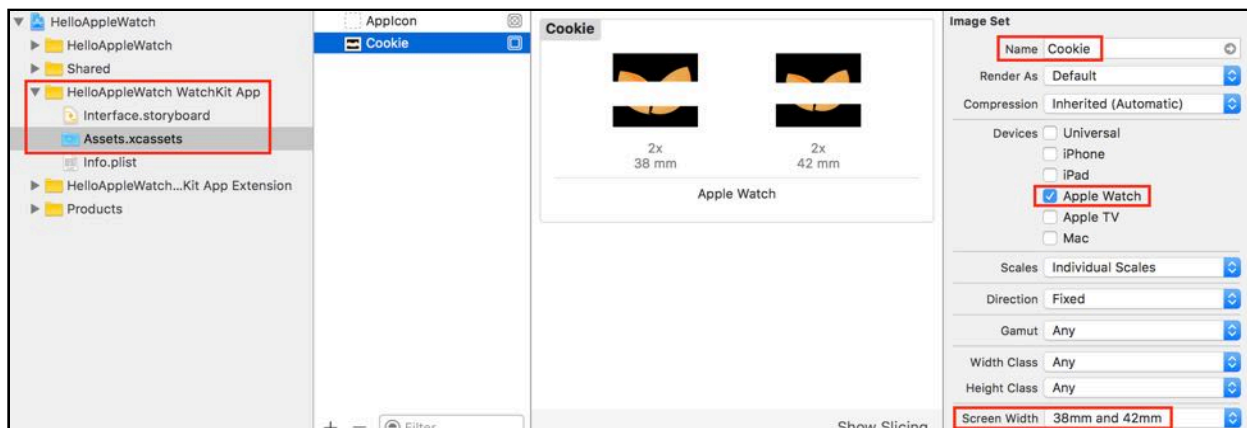 HelloAppleWatch
HelloAppleWatch
Shared
HelloAppleWatch WatchKit App
Interface.storyboard
Assets.xcassets
Info.plist
HelloAppleWatch...Kit App Extension
Products
AppIcon
Cookie
Filter
Cookie
2x
38 mm
2x
42 mm
Apple Watch
Show Slicing
Image Set
Name Cookie
Render As Default
Compression Inherited (Automatic)
Devices Universal
iPhone
iPad
Apple Watch
Apple TV
Mac
Scales Individual Scales
Direction Fixed
Gamut Any
Width Class Any
Height Class Any
Screen Width 38mm and 42mm